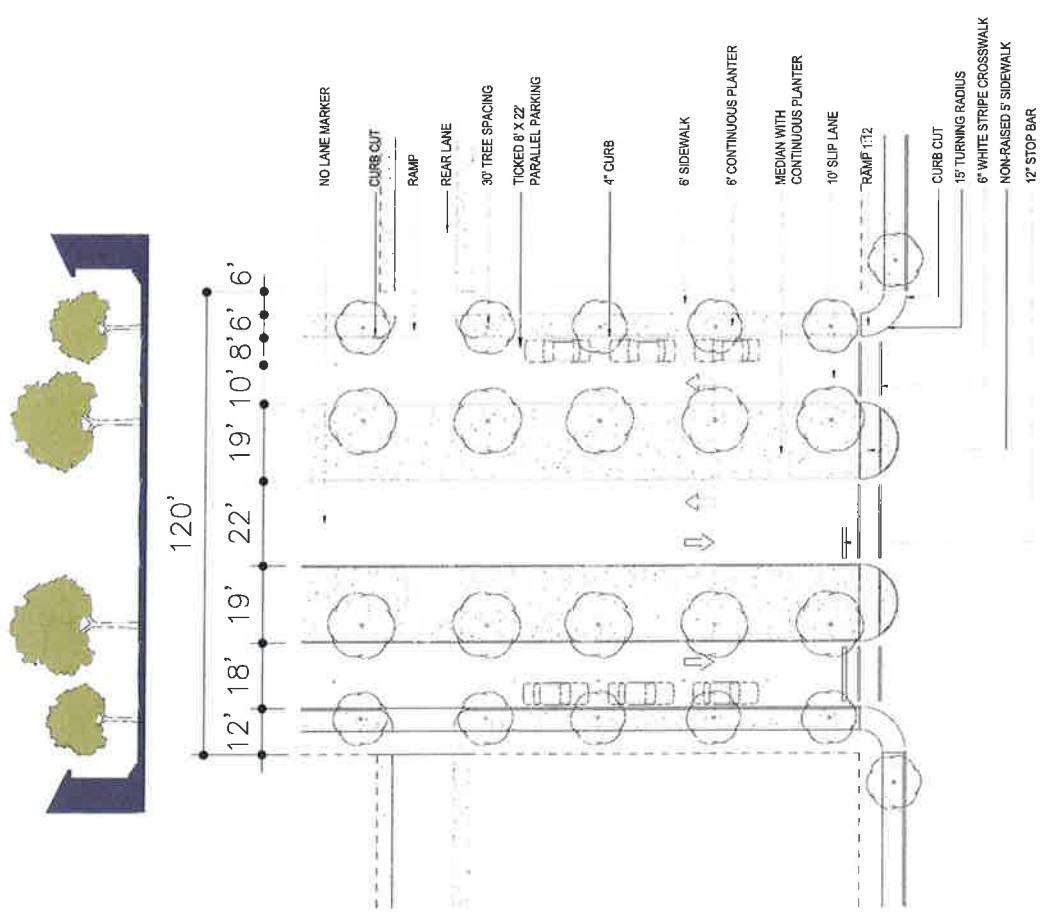 120'
12'
18'
19'
22'
19'
10'
8'
6'
6'
NO LANE MARKER
CURB CUT
RAMP
REAR LANE
30' TREE SPACING
TICKED 8' X 22'
PARALLEL PARKING
4" CURB
6' SIDEWALK
6' CONTINUOUS PLANTER
MEDIAN WITH
CONTINUOUS PLANTER
10' SLIP LANE
RAMP 1:12
CURB CUT
15' TURNING RADIUS
6" WHITE STRIPE CROSSWALK
NON-RAISED 5' SIDEWALK
12" STOP BAR